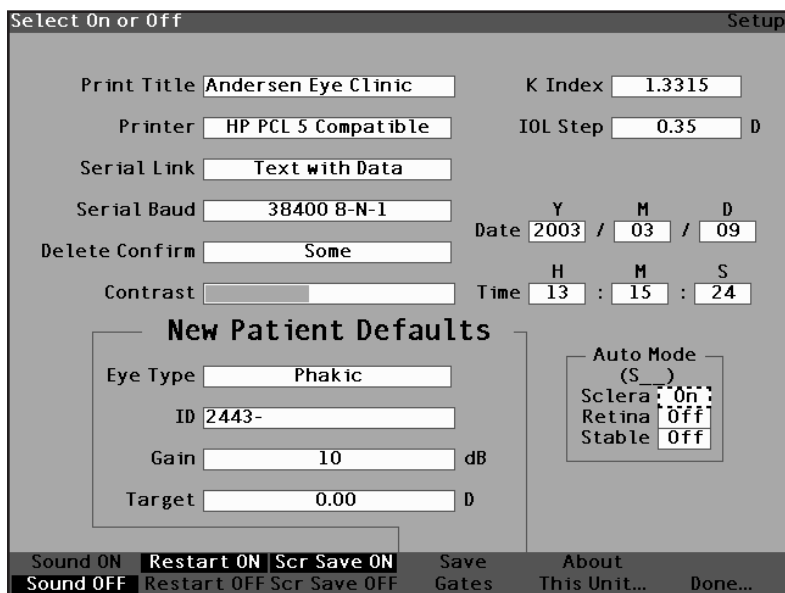 Select On or Off Setup
Print Title Andersen Eye Clinic K Index 1.3315
Printer HP PCL 5 Compatible IOL Step 0.35 D
Serial Link Text with Data
Serial Baud 38400 8-N-1
Y M D
Date 2003 / 03 / 09
Delete Confirm Some
H M S
Contrast Time 13 : 15 : 24
New Patient Defaults
Eye Type Phakic
ID 2443-
Gain 10 dB
Target 0.00 D
Auto Mode
(S__)
Sclera On
Retina Off
Stable Off
Sound ON Restart ON Scr Save ON Save About
Sound OFF Restart OFF Scr Save OFF Gates This Unit... Done...